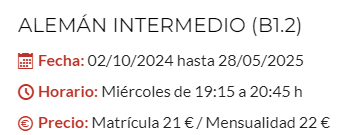 ALEMÁN INTERMEDIO (B1.2)
Fecha: 02/10/2024 hasta 28/05/2025
Horario: Miércoles de 19:15 a 20:45 h
Precio: Matrícula 21 € / Mensualidad 22 €